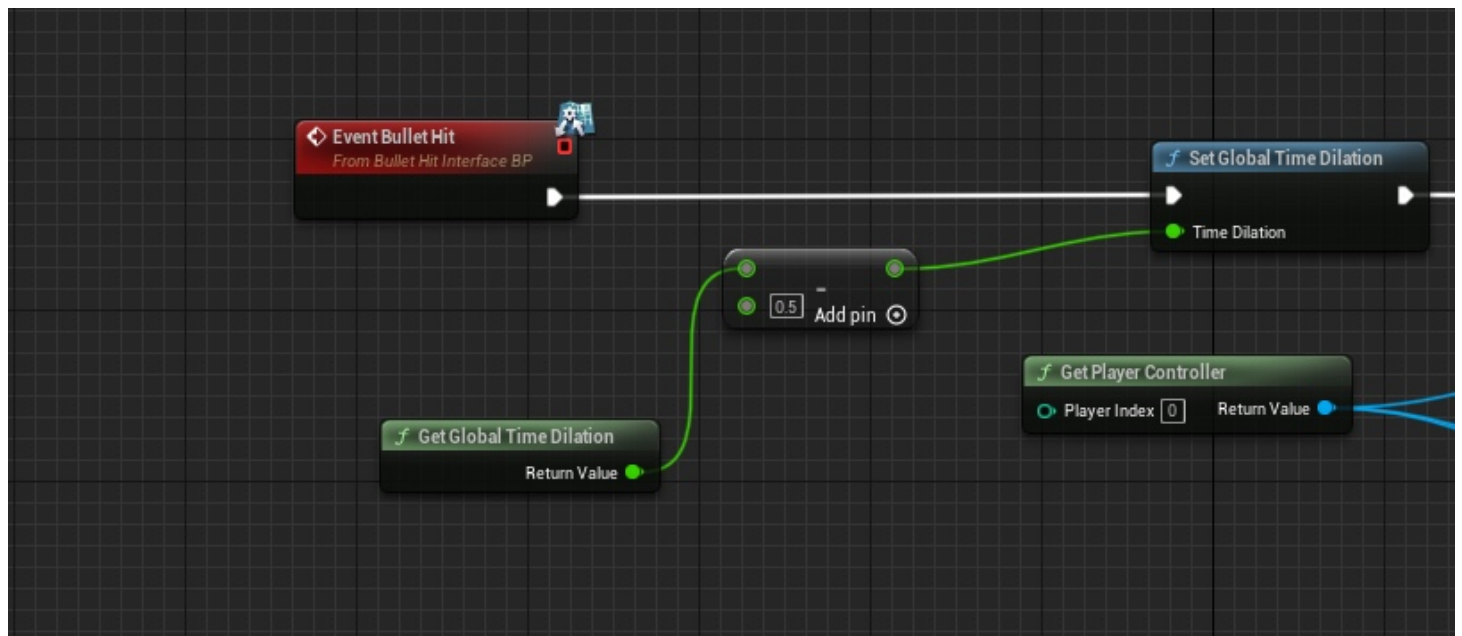 Event Bullet Hit
From Bullet Hit Interface BP
f Set Global Time Dilation
Time Dilation
-
0.5 Add pin
f Get Player Controller
Player Index 0 Return Value
f Get Global Time Dilation
Return Value